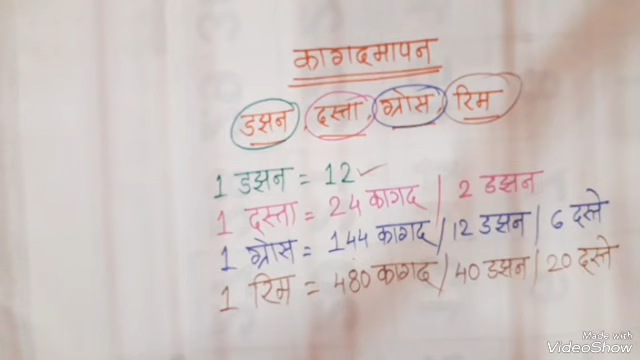 कागदमापन
डझन, दस्ता, ग्रोस, रिम
1 डझन = 12 ✓
1 दस्ता = 24 कागद / 2 डझन
1 ग्रोस = 144 कागद / 12 डझन / 6 दस्ते
1 रिम = 480 कागद / 40 डझन / 20 दस्ते
Made with
VideoShow